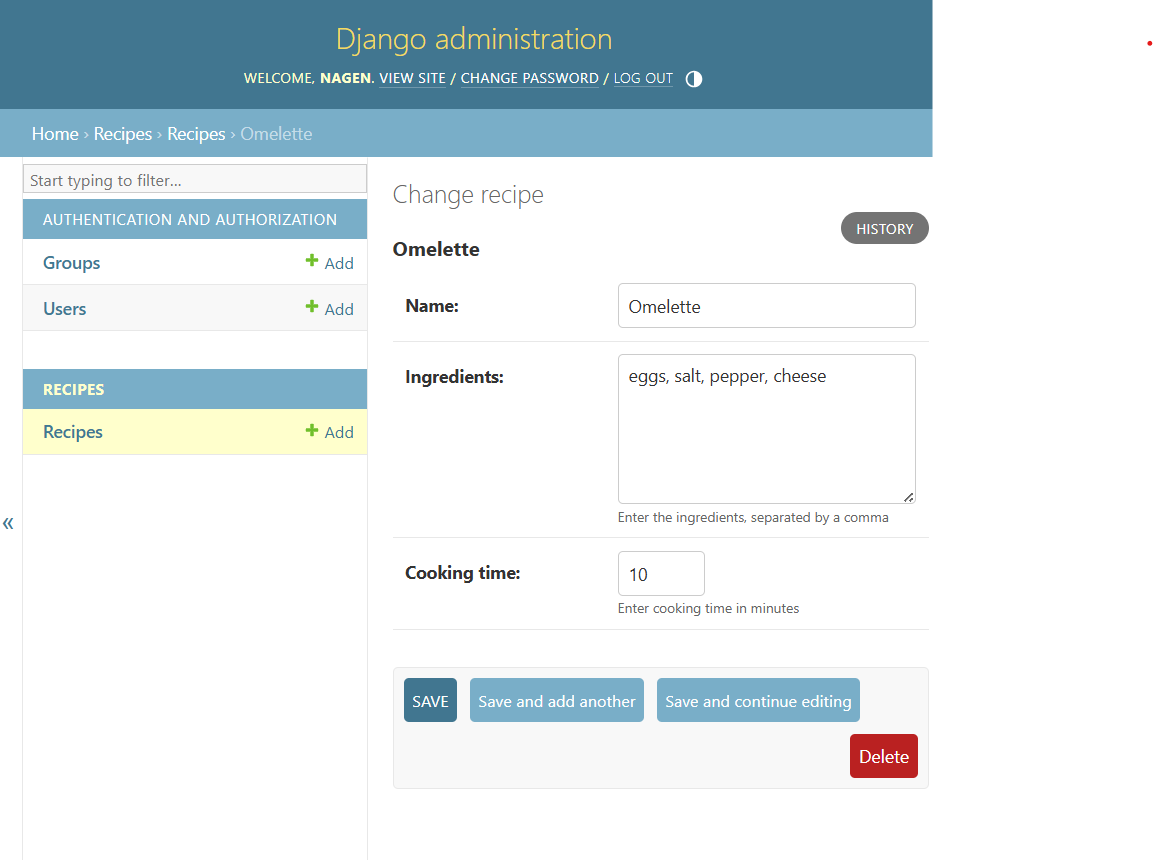 Django administration
WELCOME, NAGEN. VIEW SITE / CHANGE PASSWORD / LOG OUT
Home › Recipes › Recipes › Omelette
Start typing to filter...
AUTHENTICATION AND AUTHORIZATION
Groups + Add
Users + Add
RECIPES
Recipes + Add
«
Change recipe
HISTORY
Omelette
Name: Omelette
Ingredients: eggs, salt, pepper, cheese
Enter the ingredients, separated by a comma
Cooking time: 10
Enter cooking time in minutes
SAVE Save and add another Save and continue editing
Delete